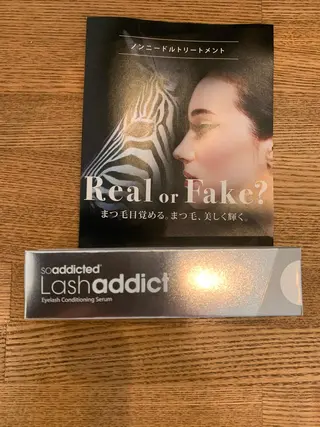 ノンニードルトリートメント
Real or Fake?
まつ毛目覚める。まつ毛、美しく輝く。
soaddicted
Lashaddict
Eyelash Conditioning Serum